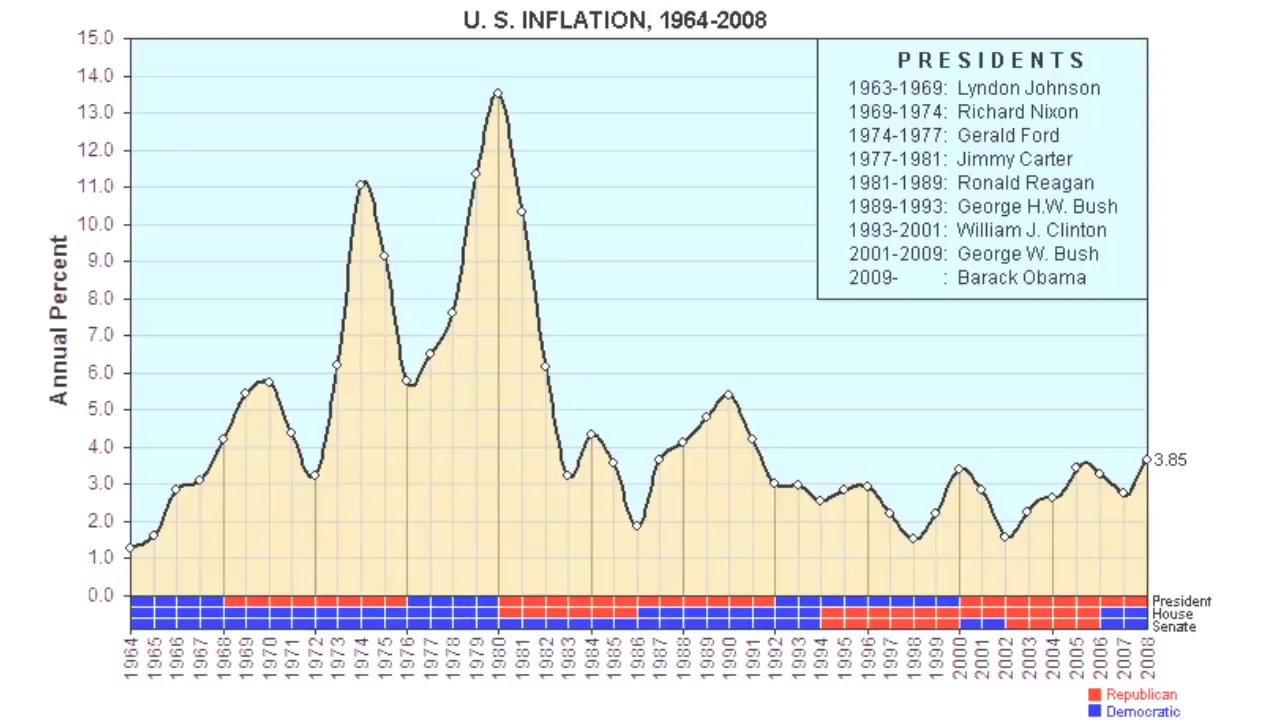 U. S. INFLATION, 1964-2008
15.0
14.0
13.0
12.0
11.0
10.0
9.0
8.0
7.0
6.0
5.0
4.0
3.0
2.0
1.0
0.0
Annual Percent
PRESIDENTS
1963-1969: Lyndon Johnson
1969-1974: Richard Nixon
1974-1977: Gerald Ford
1977-1981: Jimmy Carter
1981-1989: Ronald Reagan
1989-1993: George H.W. Bush
1993-2001: William J. Clinton
2001-2009: George W. Bush
2009- : Barack Obama
3.85
President
House
Senate
1964 1965 1966 1967 1968 1969 1970 1971 1972 1973 1974 1975 1976 1977 1978 1979 1980 1981 1982 1983 1984 1985 1986 1987 1988 1989 1990 1991 1992 1993 1994 1995 1996 1997 1998 1999 2000 2001 2002 2003 2004 2005 2006 2007 2008
Republican
Democratic